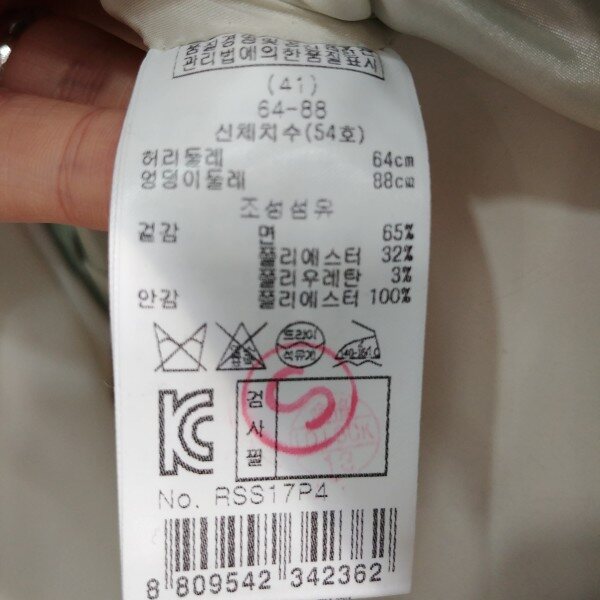 관리법에의한품질표시
(41)
64-88
신체치수(54호)
허리둘레 64cm
엉덩이둘레 88cm
조성섬유
겉감 면 65%
폴리에스터 32%
폴리우레탄 3%
안감 폴리에스터 100%
드라이
석유계
KC
검사필
S
No. RSS17P4
8 809542 342362